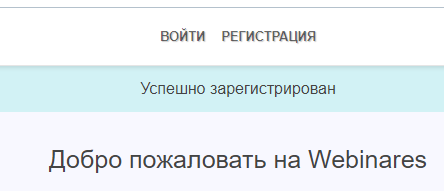 ВОЙТИ РЕГИСТРАЦИЯ
Успешно зарегистрирован
Добро пожаловать на Webinares